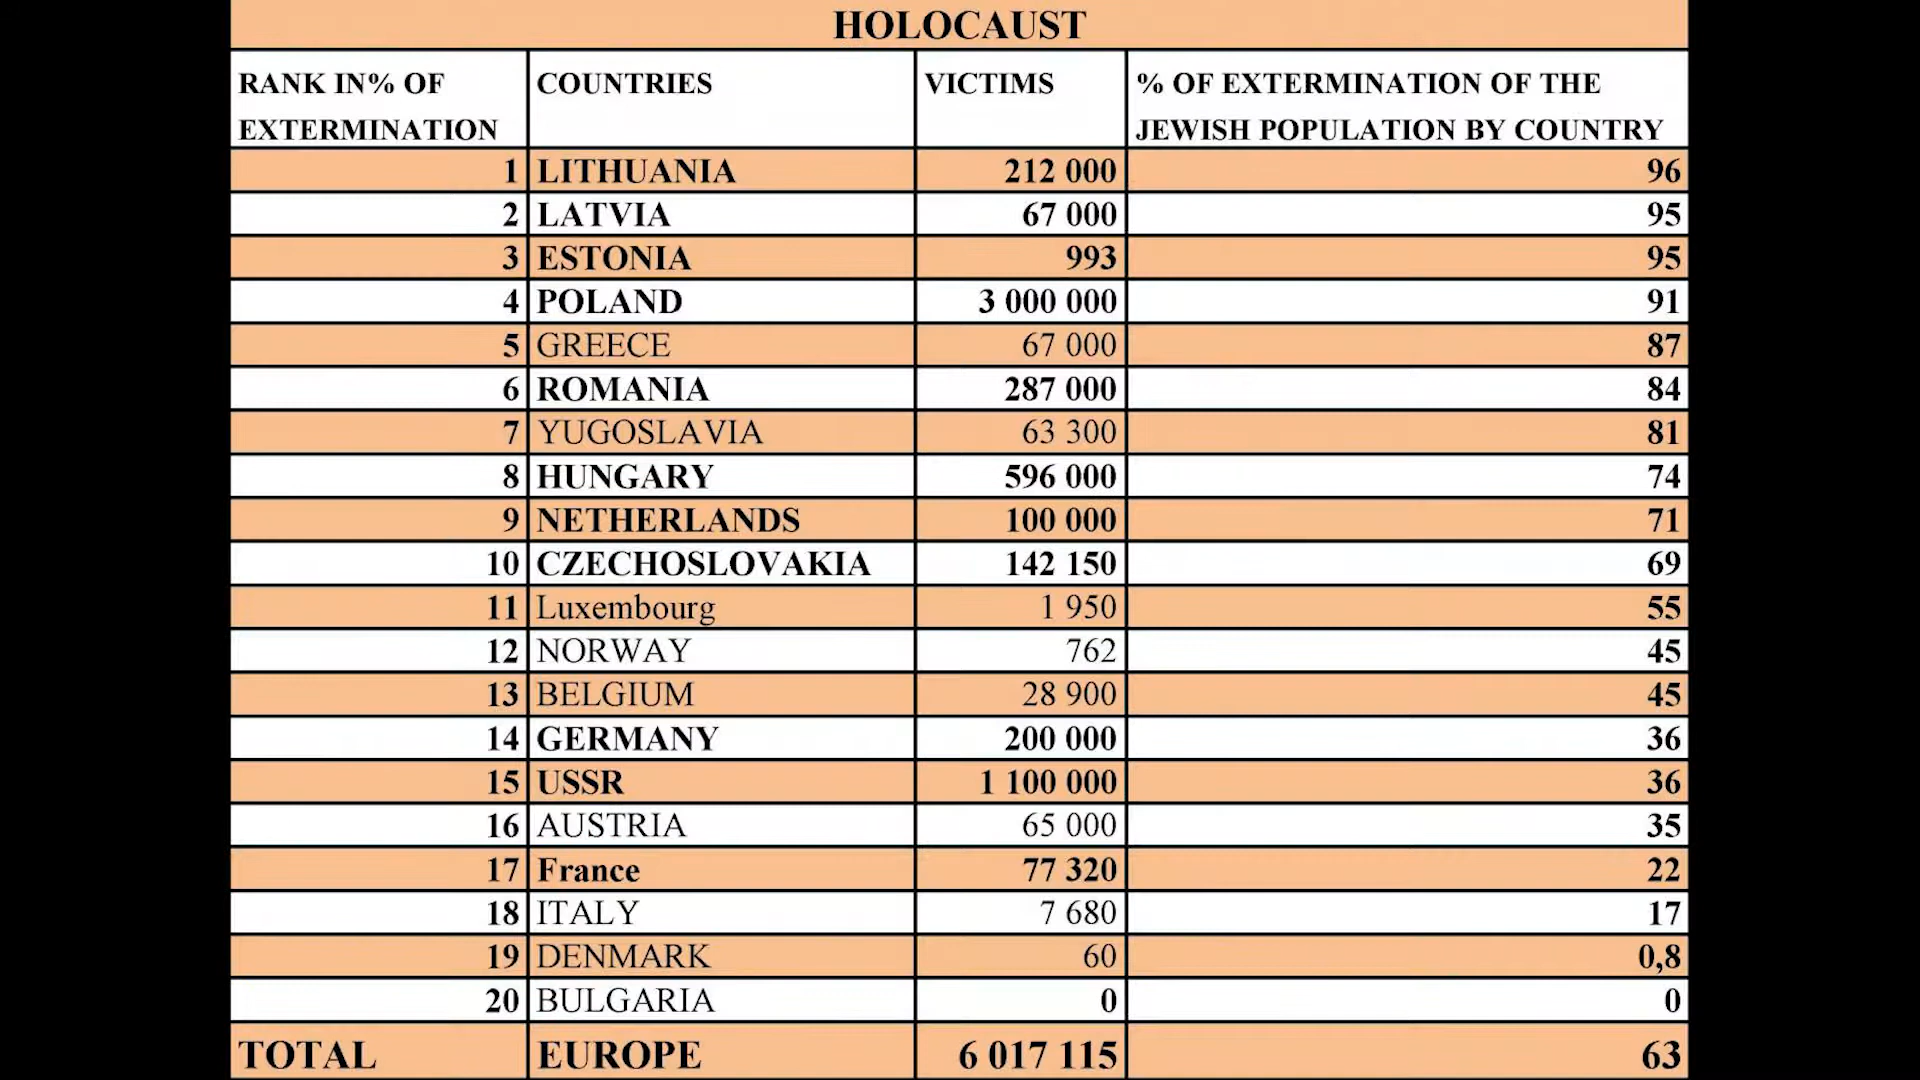 HOLOCAUST
RANK IN% OF EXTERMINATION COUNTRIES VICTIMS % OF EXTERMINATION OF THE JEWISH POPULATION BY COUNTRY
1 LITHUANIA 212 000 96
2 LATVIA 67 000 95
3 ESTONIA 993 95
4 POLAND 3 000 000 91
5 GREECE 67 000 87
6 ROMANIA 287 000 84
7 YUGOSLAVIA 63 300 81
8 HUNGARY 596 000 74
9 NETHERLANDS 100 000 71
10 CZECHOSLOVAKIA 142 150 69
11 Luxembourg 1 950 55
12 NORWAY 762 45
13 BELGIUM 28 900 45
14 GERMANY 200 000 36
15 USSR 1 100 000 36
16 AUSTRIA 65 000 35
17 France 77 320 22
18 ITALY 7 680 17
19 DENMARK 60 0,8
20 BULGARIA 0 0
TOTAL EUROPE 6 017 115 63